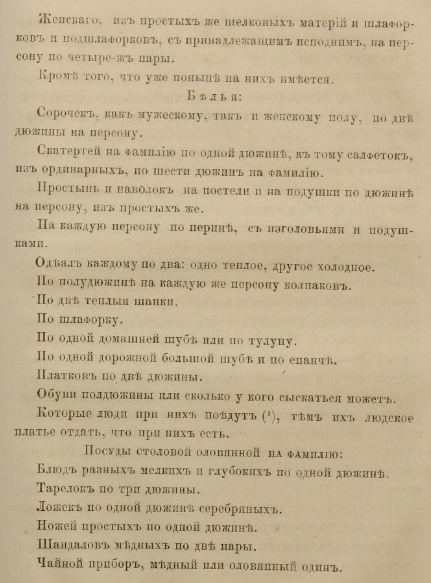 Женскаго, изъ простыхъ же шелковыхъ матерій и шлафор-
ковъ и подшлафорковъ, съ принадлежащимъ исподнимъ, на пер-
сону по четыре-жъ пары.
Кромѣ того, что уже понынѣ на нихъ имѣется.
Бѣлья:
Сорочекъ, какъ мужескому, такъ и женскому полу, по двѣ
дюжины на персону.
Скатертей на фамилію по одной дюжинѣ, къ тому салфетокъ,
изъ ординарныхъ, по шести дюжинъ на фамилію.
Простынь и наволокъ на постели и на подушки по дюжинѣ
на персону, изъ простыхъ же.
На каждую персону по перинѣ, съ изголовьями и подуш-
ками.
Одѣялъ каждому по два: одно теплое, другое холодное.
По полудюжинѣ на каждую же персону колпаковъ.
По двѣ теплыя шапки.
По шлафорку.
По одной домашней шубѣ или по тулупу.
По одной дорожной большой шубѣ и по епанчѣ.
Платковъ по двѣ дюжины.
Обуви полдюжины или сколько у кого сыскаться можетъ.
Которые люди при нихъ поѣдутъ (¹), тѣмъ ихъ людское
платье отдать, что при нихъ есть.
Посуды столовой оловянной на фамилію:
Блюдъ разныхъ мелкихъ и глубокихъ по одной дюжинѣ.
Тарелокъ по три дюжины.
Ложекъ по одной дюжинѣ серебряныхъ.
Ножей простыхъ по одной дюжинѣ.
Шандаловъ мѣдныхъ по двѣ пары.
Чайной приборъ, мѣдный или оловянный одинъ.